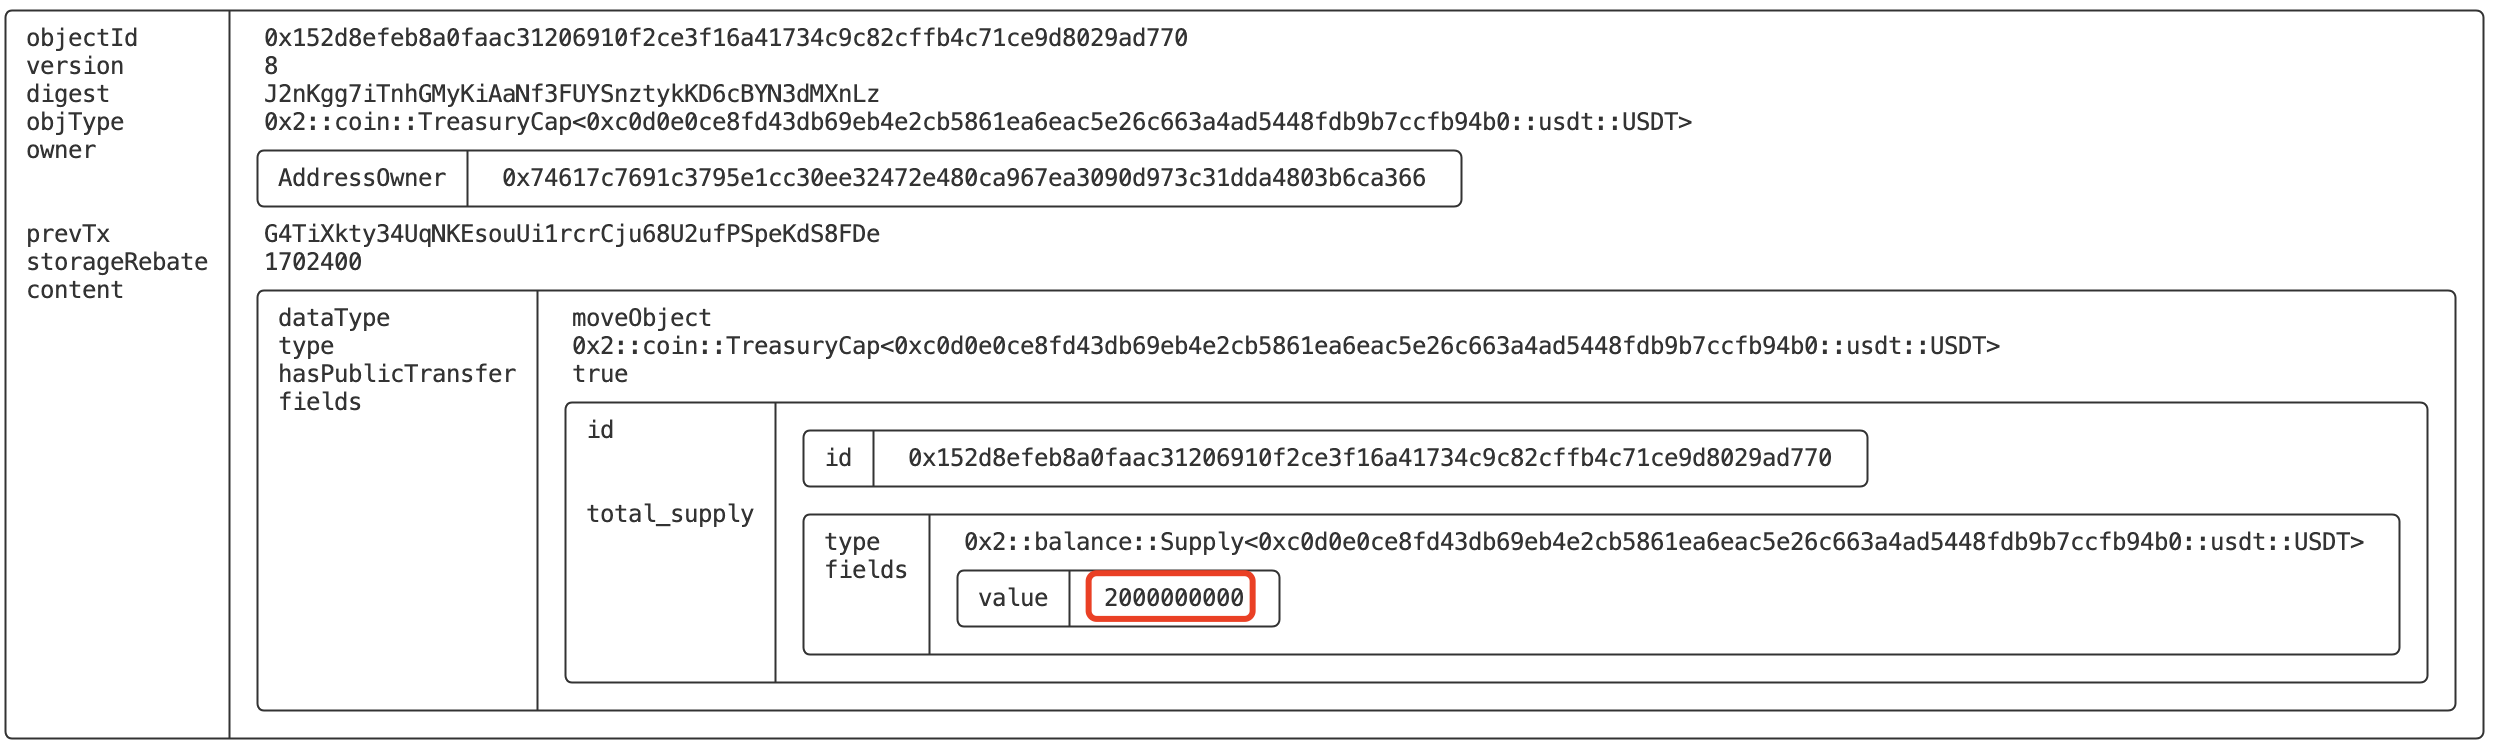 objectId 0x152d8efeb8a0faac31206910f2ce3f16a41734c9c82cffb4c71ce9d8029ad770
version 8
digest J2nKgg7iTnhGMyKiAaNf3FUYSnztykKD6cBYN3dMXnLz
objType 0x2::coin::TreasuryCap<0xc0d0e0ce8fd43db69eb4e2cb5861ea6eac5e26c663a4ad5448fdb9b7ccfb94b0::usdt::USDT>
owner
AddressOwner 0x74617c7691c3795e1cc30ee32472e480ca967ea3090d973c31dda4803b6ca366
prevTx G4TiXkty34UqNKEsouUi1rcrCju68U2ufPSpeKdS8FDe
storageRebate 1702400
content
dataType moveObject
type 0x2::coin::TreasuryCap<0xc0d0e0ce8fd43db69eb4e2cb5861ea6eac5e26c663a4ad5448fdb9b7ccfb94b0::usdt::USDT>
hasPublicTransfer true
fields
id
id 0x152d8efeb8a0faac31206910f2ce3f16a41734c9c82cffb4c71ce9d8029ad770
total_supply
type 0x2::balance::Supply<0xc0d0e0ce8fd43db69eb4e2cb5861ea6eac5e26c663a4ad5448fdb9b7ccfb94b0::usdt::USDT>
fields
value 2000000000